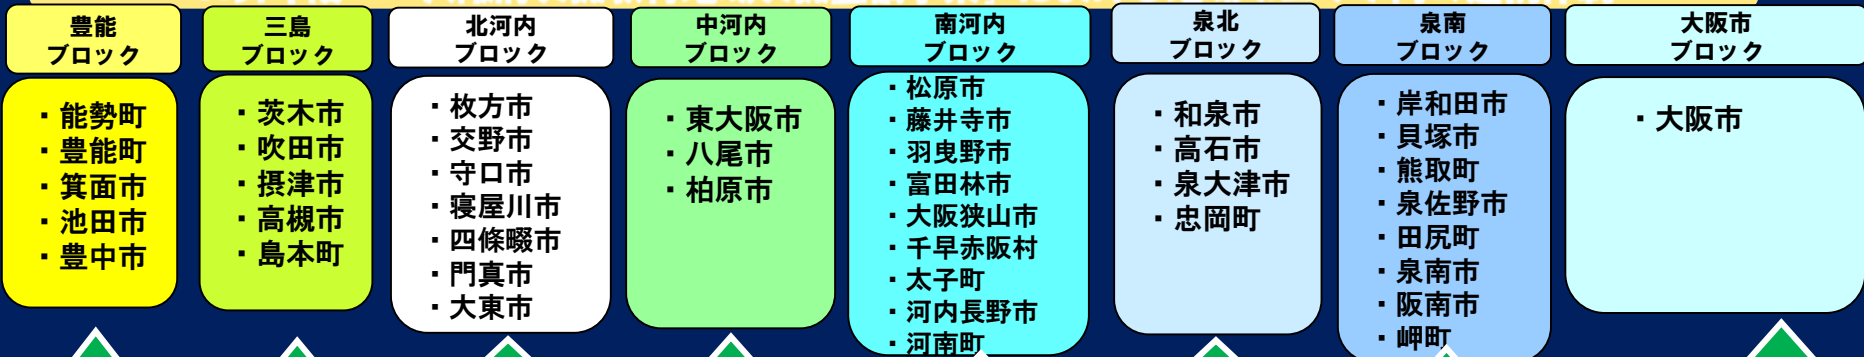 豊能
ブロック
・能勢町
・豊能町
・箕面市
・池田市
・豊中市
三島
ブロック
・茨木市
・吹田市
・摂津市
・高槻市
・島本町
北河内
ブロック
・枚方市
・交野市
・守口市
・寝屋川市
・四條畷市
・門真市
・大東市
中河内
ブロック
・東大阪市
・八尾市
・柏原市
南河内
ブロック
・松原市
・藤井寺市
・羽曳野市
・富田林市
・大阪狭山市
・千早赤阪村
・太子町
・河内長野市
・河南町
泉北
ブロック
・和泉市
・高石市
・泉大津市
・忠岡町
泉南
ブロック
・岸和田市
・貝塚市
・熊取町
・泉佐野市
・田尻町
・泉南市
・阪南市
・岬町
大阪市
ブロック
・大阪市